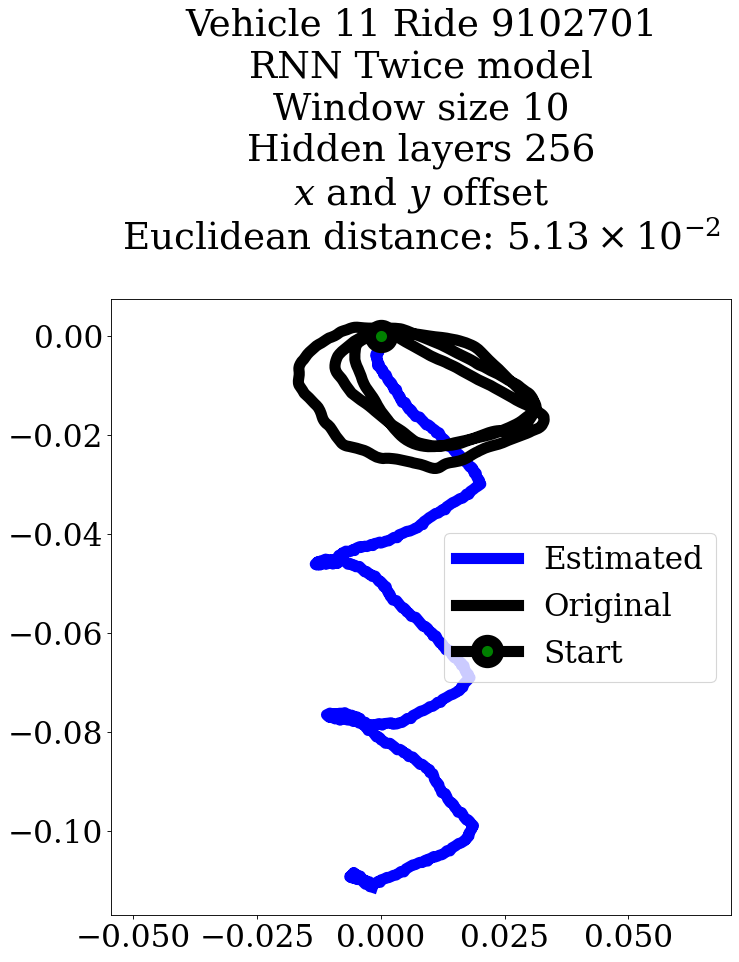 Vehicle 11 Ride 9102701
RNN Twice model
Window size 10
Hidden layers 256
x and y offset
Euclidean distance: 5.13 × 10⁻²
0.00
−0.02
−0.04
−0.06
−0.08
−0.10
Estimated
Original
Start
−0.050 −0.025 0.000 0.025 0.050